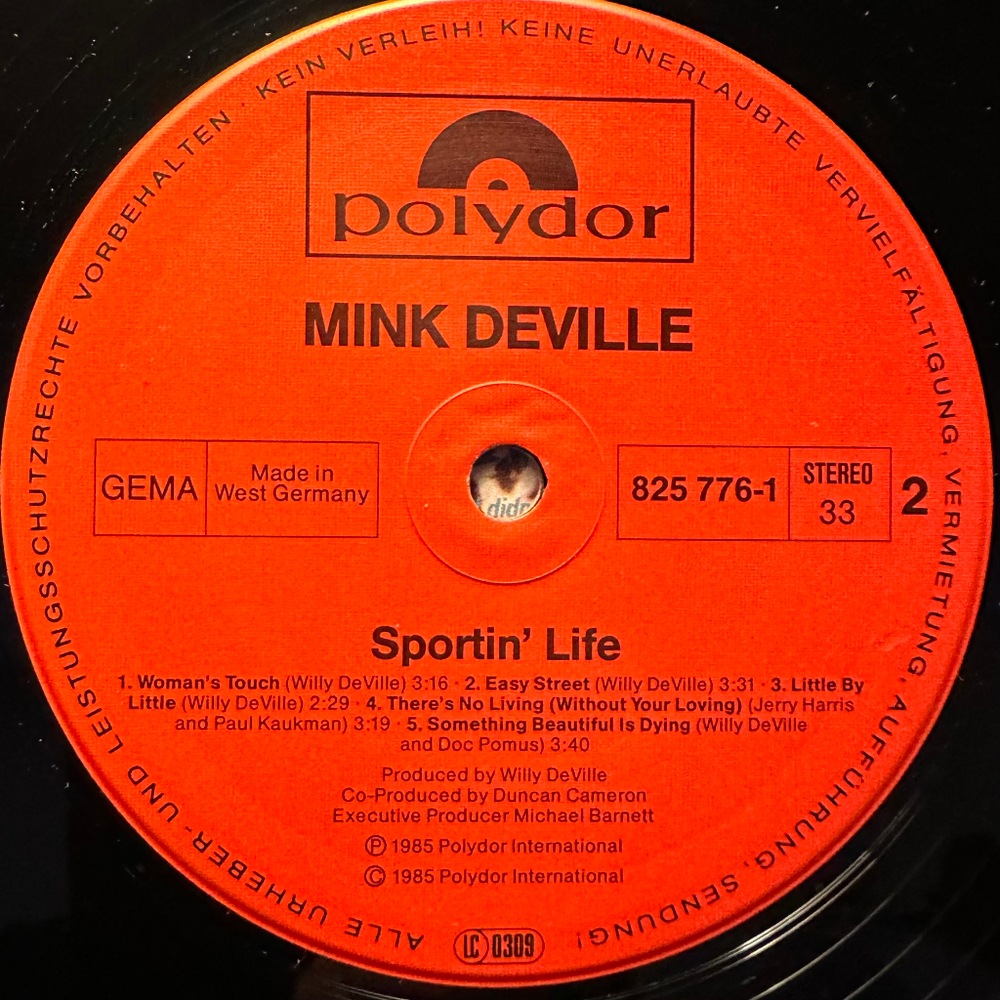 ALLE URHEBER- UND LEISTUNGSSCHUTZRECHTE VORBEHALTEN · KEIN VERLEIH! KEINE UNERLAUBTE VERVIELFÄLTIGUNG, VERMIETUNG, AUFFÜHRUNG, SENDUNG!
polydor
MINK DEVILLE
GEMA
Made in
West Germany
didr
825 776-1
STEREO
33
2
Sportin' Life
1. Woman's Touch (Willy DeVille) 3:16 · 2. Easy Street (Willy DeVille) 3:31 · 3. Little By
Little (Willy DeVille) 2:29 · 4. There's No Living (Without Your Loving) (Jerry Harris
and Paul Kaukman) 3:19 · 5. Something Beautiful Is Dying (Willy DeVille
and Doc Pomus) 3:40
Produced by Willy DeVille
Co-Produced by Duncan Cameron
Executive Producer Michael Barnett
℗ 1985 Polydor International
© 1985 Polydor International
LC 0309